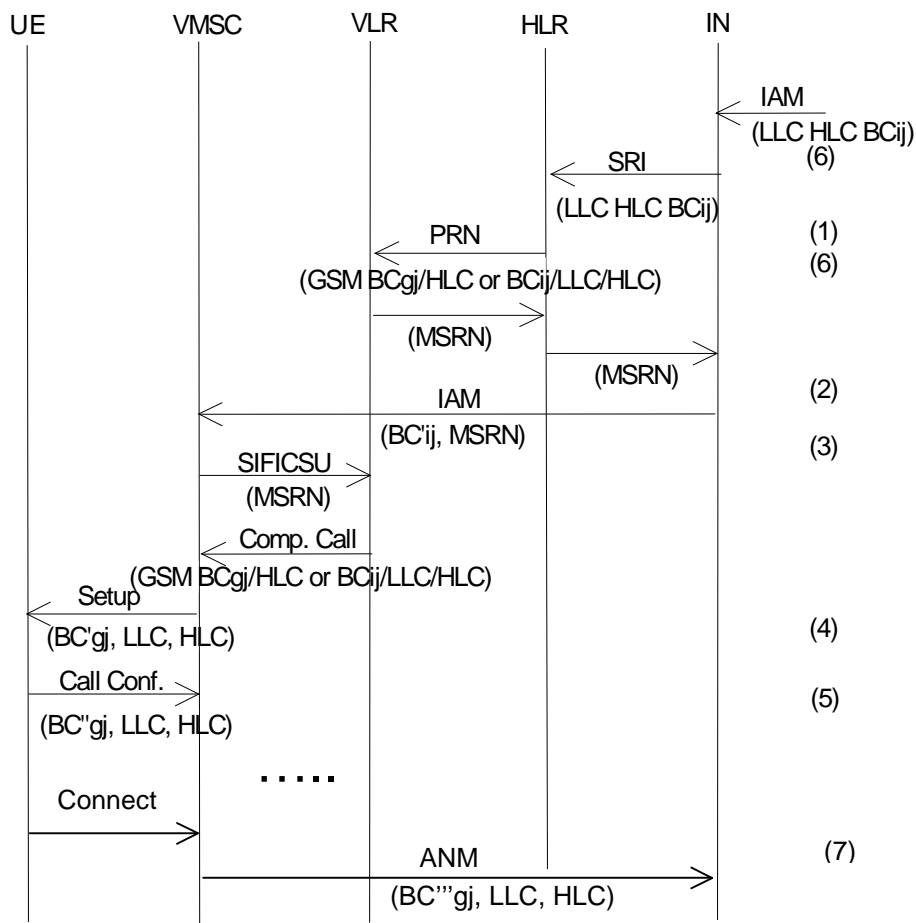 UE VMSC VLR HLR IN
IAM
(LLC HLC BCij)
(6)
SRI
(LLC HLC BCij)
(1)
PRN
(6)
(GSM BCgj/HLC or BCij/LLC/HLC)
(MSRN)
(MSRN)
(2)
IAM
(BC'ij, MSRN)
(3)
SIFICSU
(MSRN)
Comp. Call
(GSM BCgj/HLC or BCij/LLC/HLC)
Setup
(BC'gj, LLC, HLC)
(4)
Call Conf.
(5)
(BC"gj, LLC, HLC)
.....
Connect
(7)
ANM
(BC'''gj, LLC, HLC)